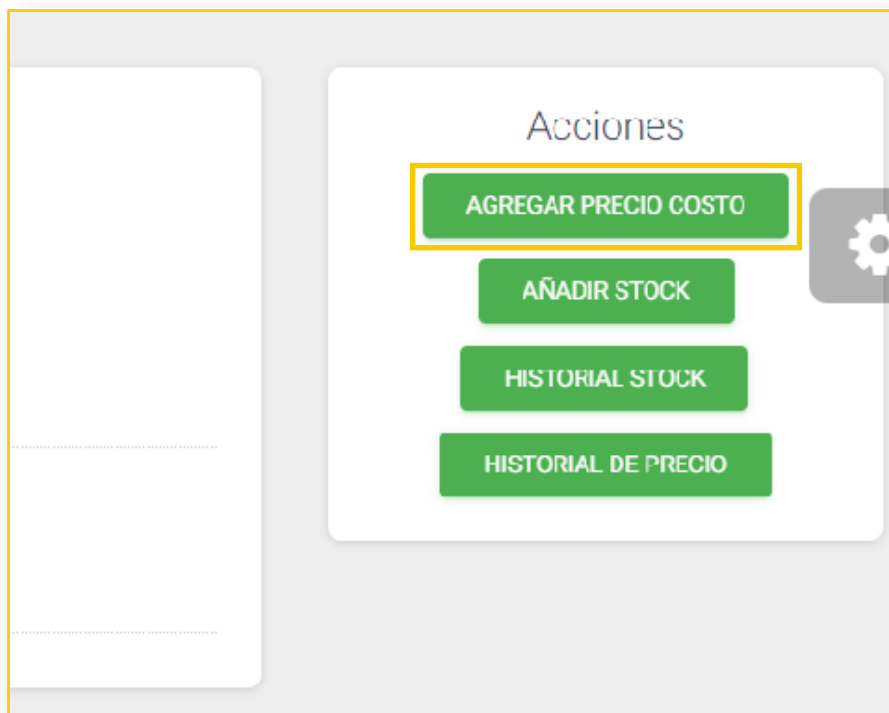 Acciones
AGREGAR PRECIO COSTO
AÑADIR STOCK
HISTORIAL STOCK
HISTORIAL DE PRECIO